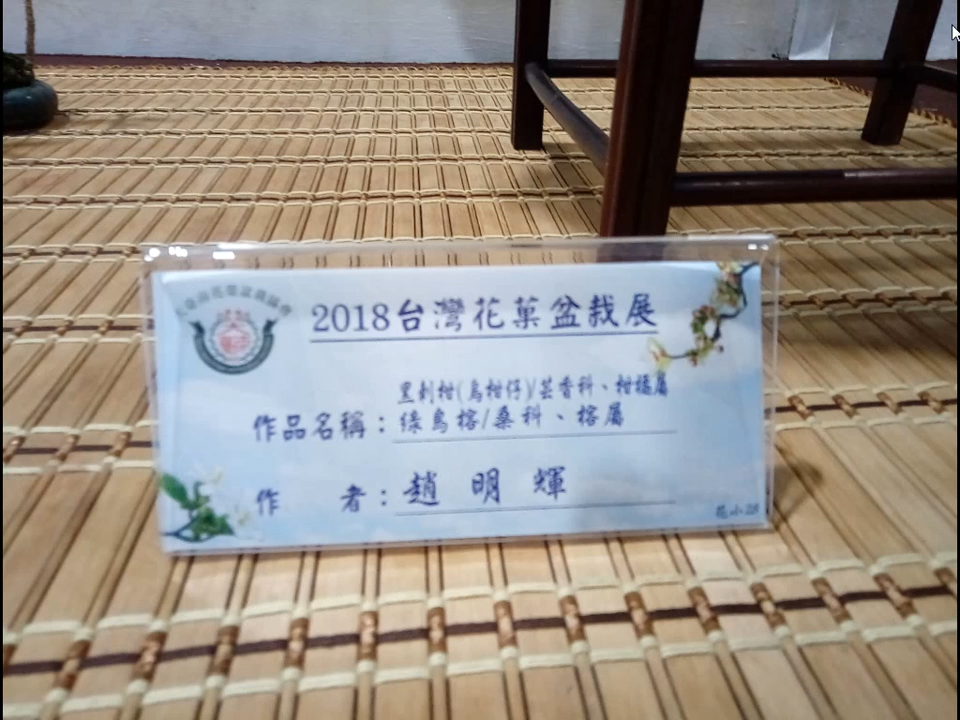 2018台灣花菓盆栽展
黑刺柑(烏柑仔)/芸香科、柑橘屬
作品名稱：綠烏榕/桑科、榕屬
作　　者：趙 明 輝